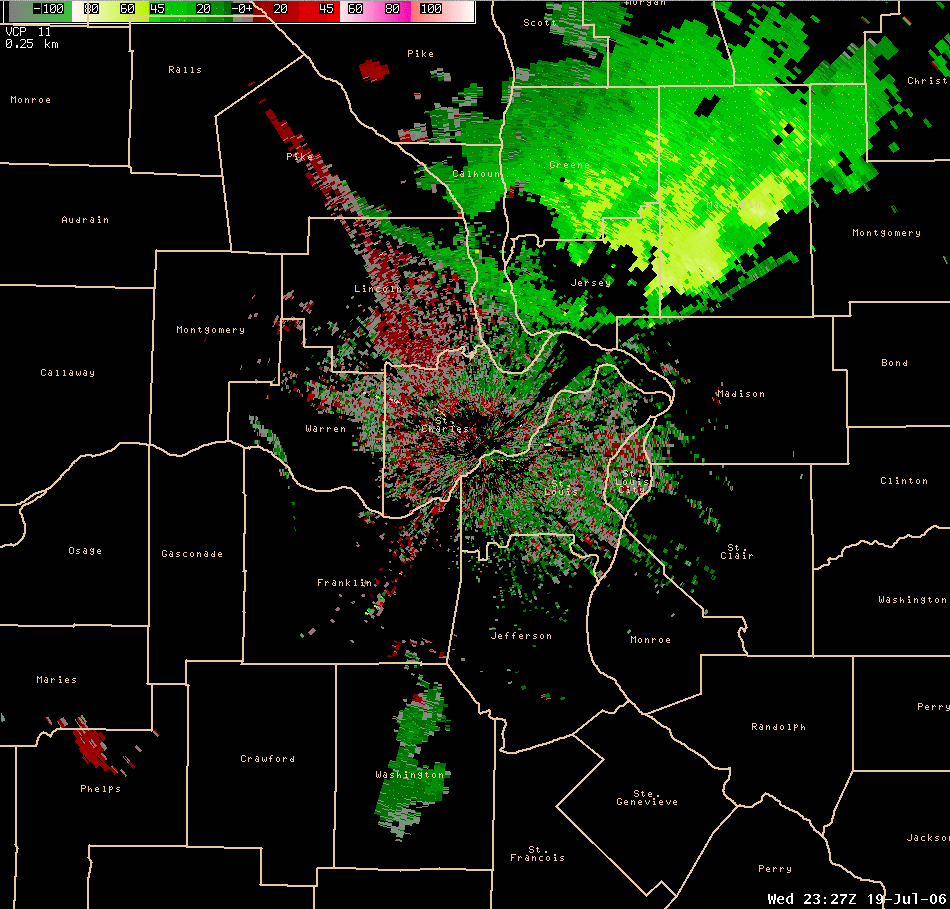 -100 80 60 45 20 -0+ 20 45 60 80 100
VCP 11
0.25 km
Scott
Morgan
Pike
Ralls
Monroe
Christ
Pike
Greene
Calhoun
Audrain
Montgomery
Jersey
Lincoln
Montgomery
Bond
Callaway
Madison
St.
Charles
Warren
Clinton
St.
Louis
St.
Louis
City
Osage
Gasconade
St.
Clair
Franklin
Washington
Jefferson
Monroe
Maries
Perry
Randolph
Crawford
Washington
Phelps
Ste.
Genevieve
Jackson
St.
Francois
Perry
Wed 23:27Z 19-Jul-06